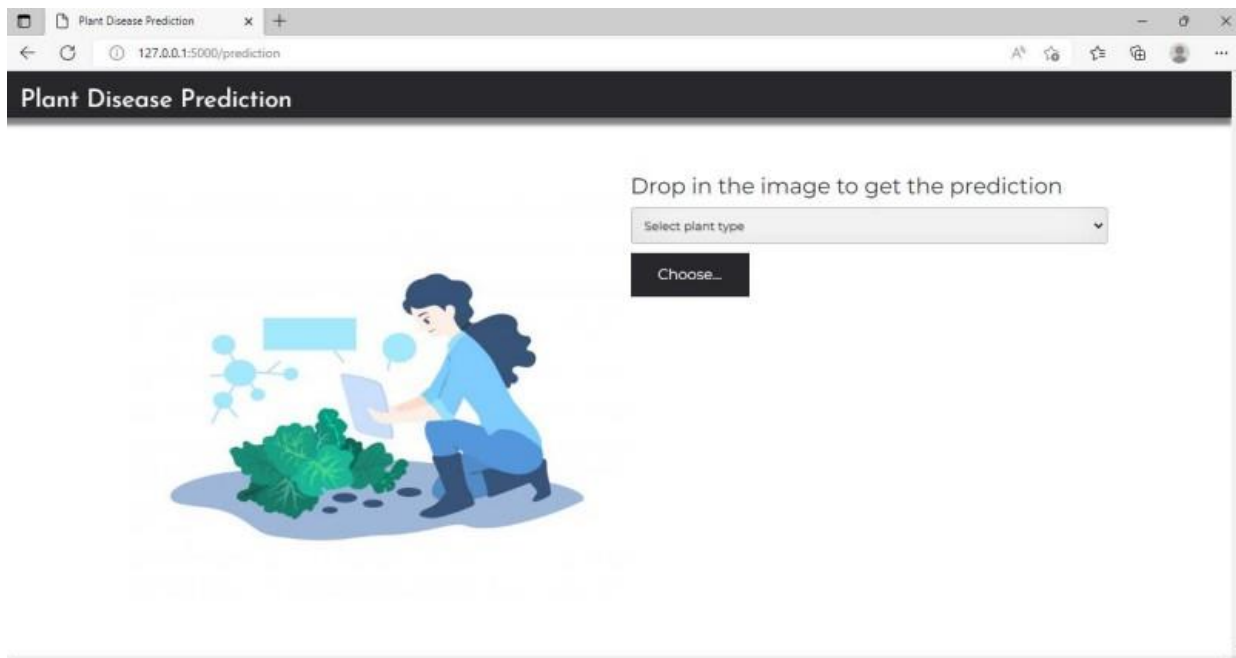 Plant Disease Prediction
127.0.0.1:5000/prediction
Plant Disease Prediction
Drop in the image to get the prediction
Select plant type
Choose...